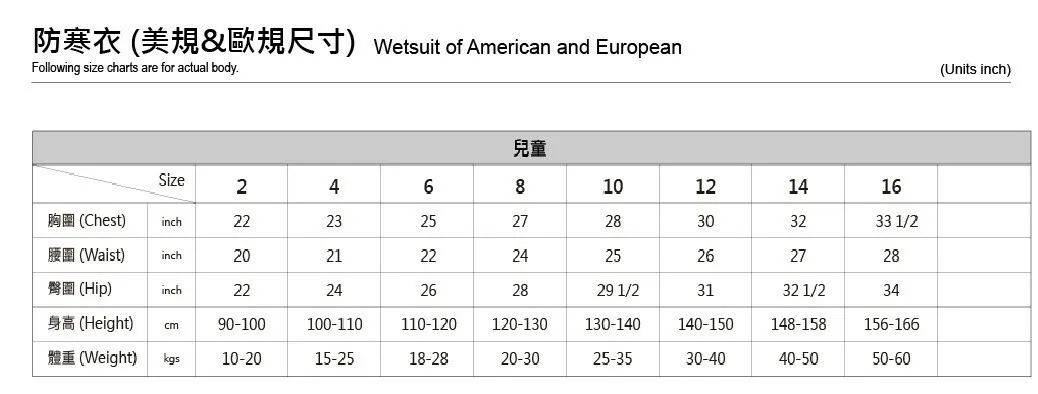 防寒衣 (美規&歐規尺寸) Wetsuit of American and European
Following size charts are for actual body. (Units inch)
兒童
Size 2 4 6 8 10 12 14 16
胸圍 (Chest) inch 22 23 25 27 28 30 32 33 1/2
腰圍 (Waist) inch 20 21 22 24 25 26 27 28
臀圍 (Hip) inch 22 24 26 28 29 1/2 31 32 1/2 34
身高 (Height) cm 90-100 100-110 110-120 120-130 130-140 140-150 148-158 156-166
體重 (Weight) kgs 10-20 15-25 18-28 20-30 25-35 30-40 40-50 50-60